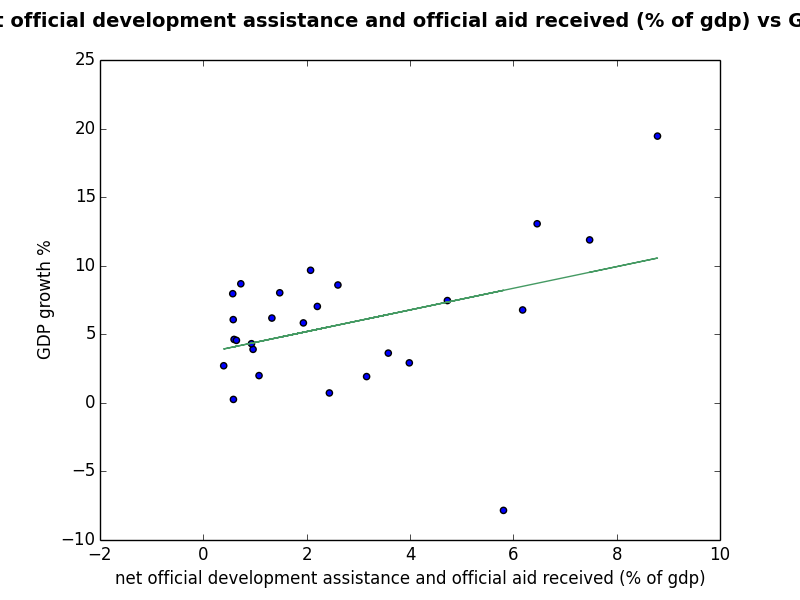 official development assistance and official aid received (% of gdp) vs
25
20
15
10
5
0
−5
−10
GDP growth %
−2 0 2 4 6 8 10
net official development assistance and official aid received (% of gdp)